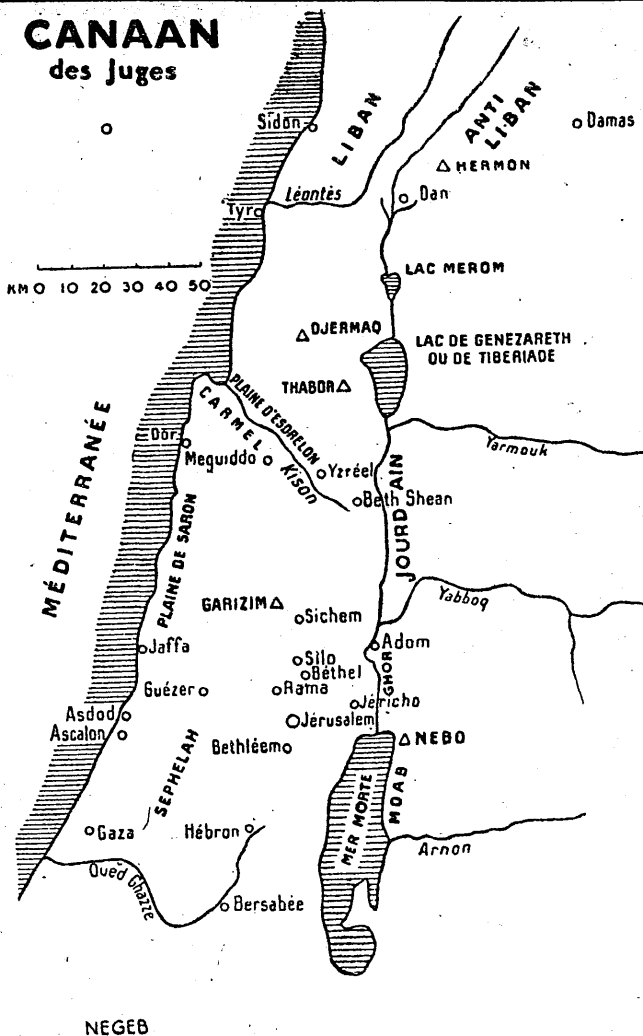 CANAAN
des Juges
Sidon
LIBAN
ANTI
LIBAN
Damas
HERMON
Léontès
Dan
Tyr
KM 0 10 20 30 40 50
LAC MEROM
DJERMAQ
LAC DE GENEZARETH
OU DE TIBERIADE
THABOR
PLAINE D'ESDRELON
CARMEL
MÉDITERRANÉE
Dor
Meguiddo
Kison
Yzréel
Yarmouk
Beth Shean
JOURDAIN
PLAINE DE SARON
GARIZIM
Sichem
Yabboq
Jaffa
Adom
Silo
Béthel
GHOR
Guézer
Rama
Jéricho
Asdod
Jérusalem
Ascalon
Bethléem
NEBO
SEPHELAH
MOAB
MER MORTE
Gaza
Hébron
Arnon
Oued Ghazze
Bersabée
NEGEB